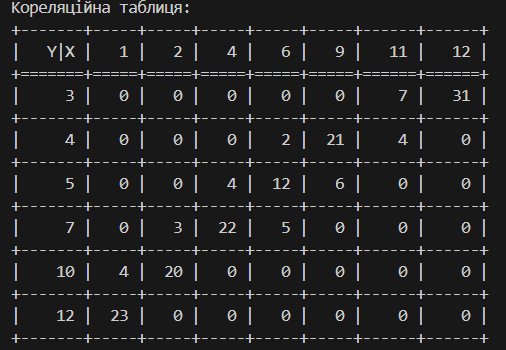 Кореляційна таблиця:
+-------+-----+-----+-----+-----+-----+------+------+
|   Y|X |   1 |   2 |   4 |   6 |   9 |   11 |   12 |
+=======+=====+=====+=====+=====+=====+======+======+
|     3 |   0 |   0 |   0 |   0 |   0 |    7 |   31 |
+-------+-----+-----+-----+-----+-----+------+------+
|     4 |   0 |   0 |   0 |   2 |  21 |    4 |    0 |
+-------+-----+-----+-----+-----+-----+------+------+
|     5 |   0 |   0 |   4 |  12 |   6 |    0 |    0 |
+-------+-----+-----+-----+-----+-----+------+------+
|     7 |   0 |   3 |  22 |   5 |   0 |    0 |    0 |
+-------+-----+-----+-----+-----+-----+------+------+
|    10 |   4 |  20 |   0 |   0 |   0 |    0 |    0 |
+-------+-----+-----+-----+-----+-----+------+------+
|    12 |  23 |   0 |   0 |   0 |   0 |    0 |    0 |
+-------+-----+-----+-----+-----+-----+------+------+